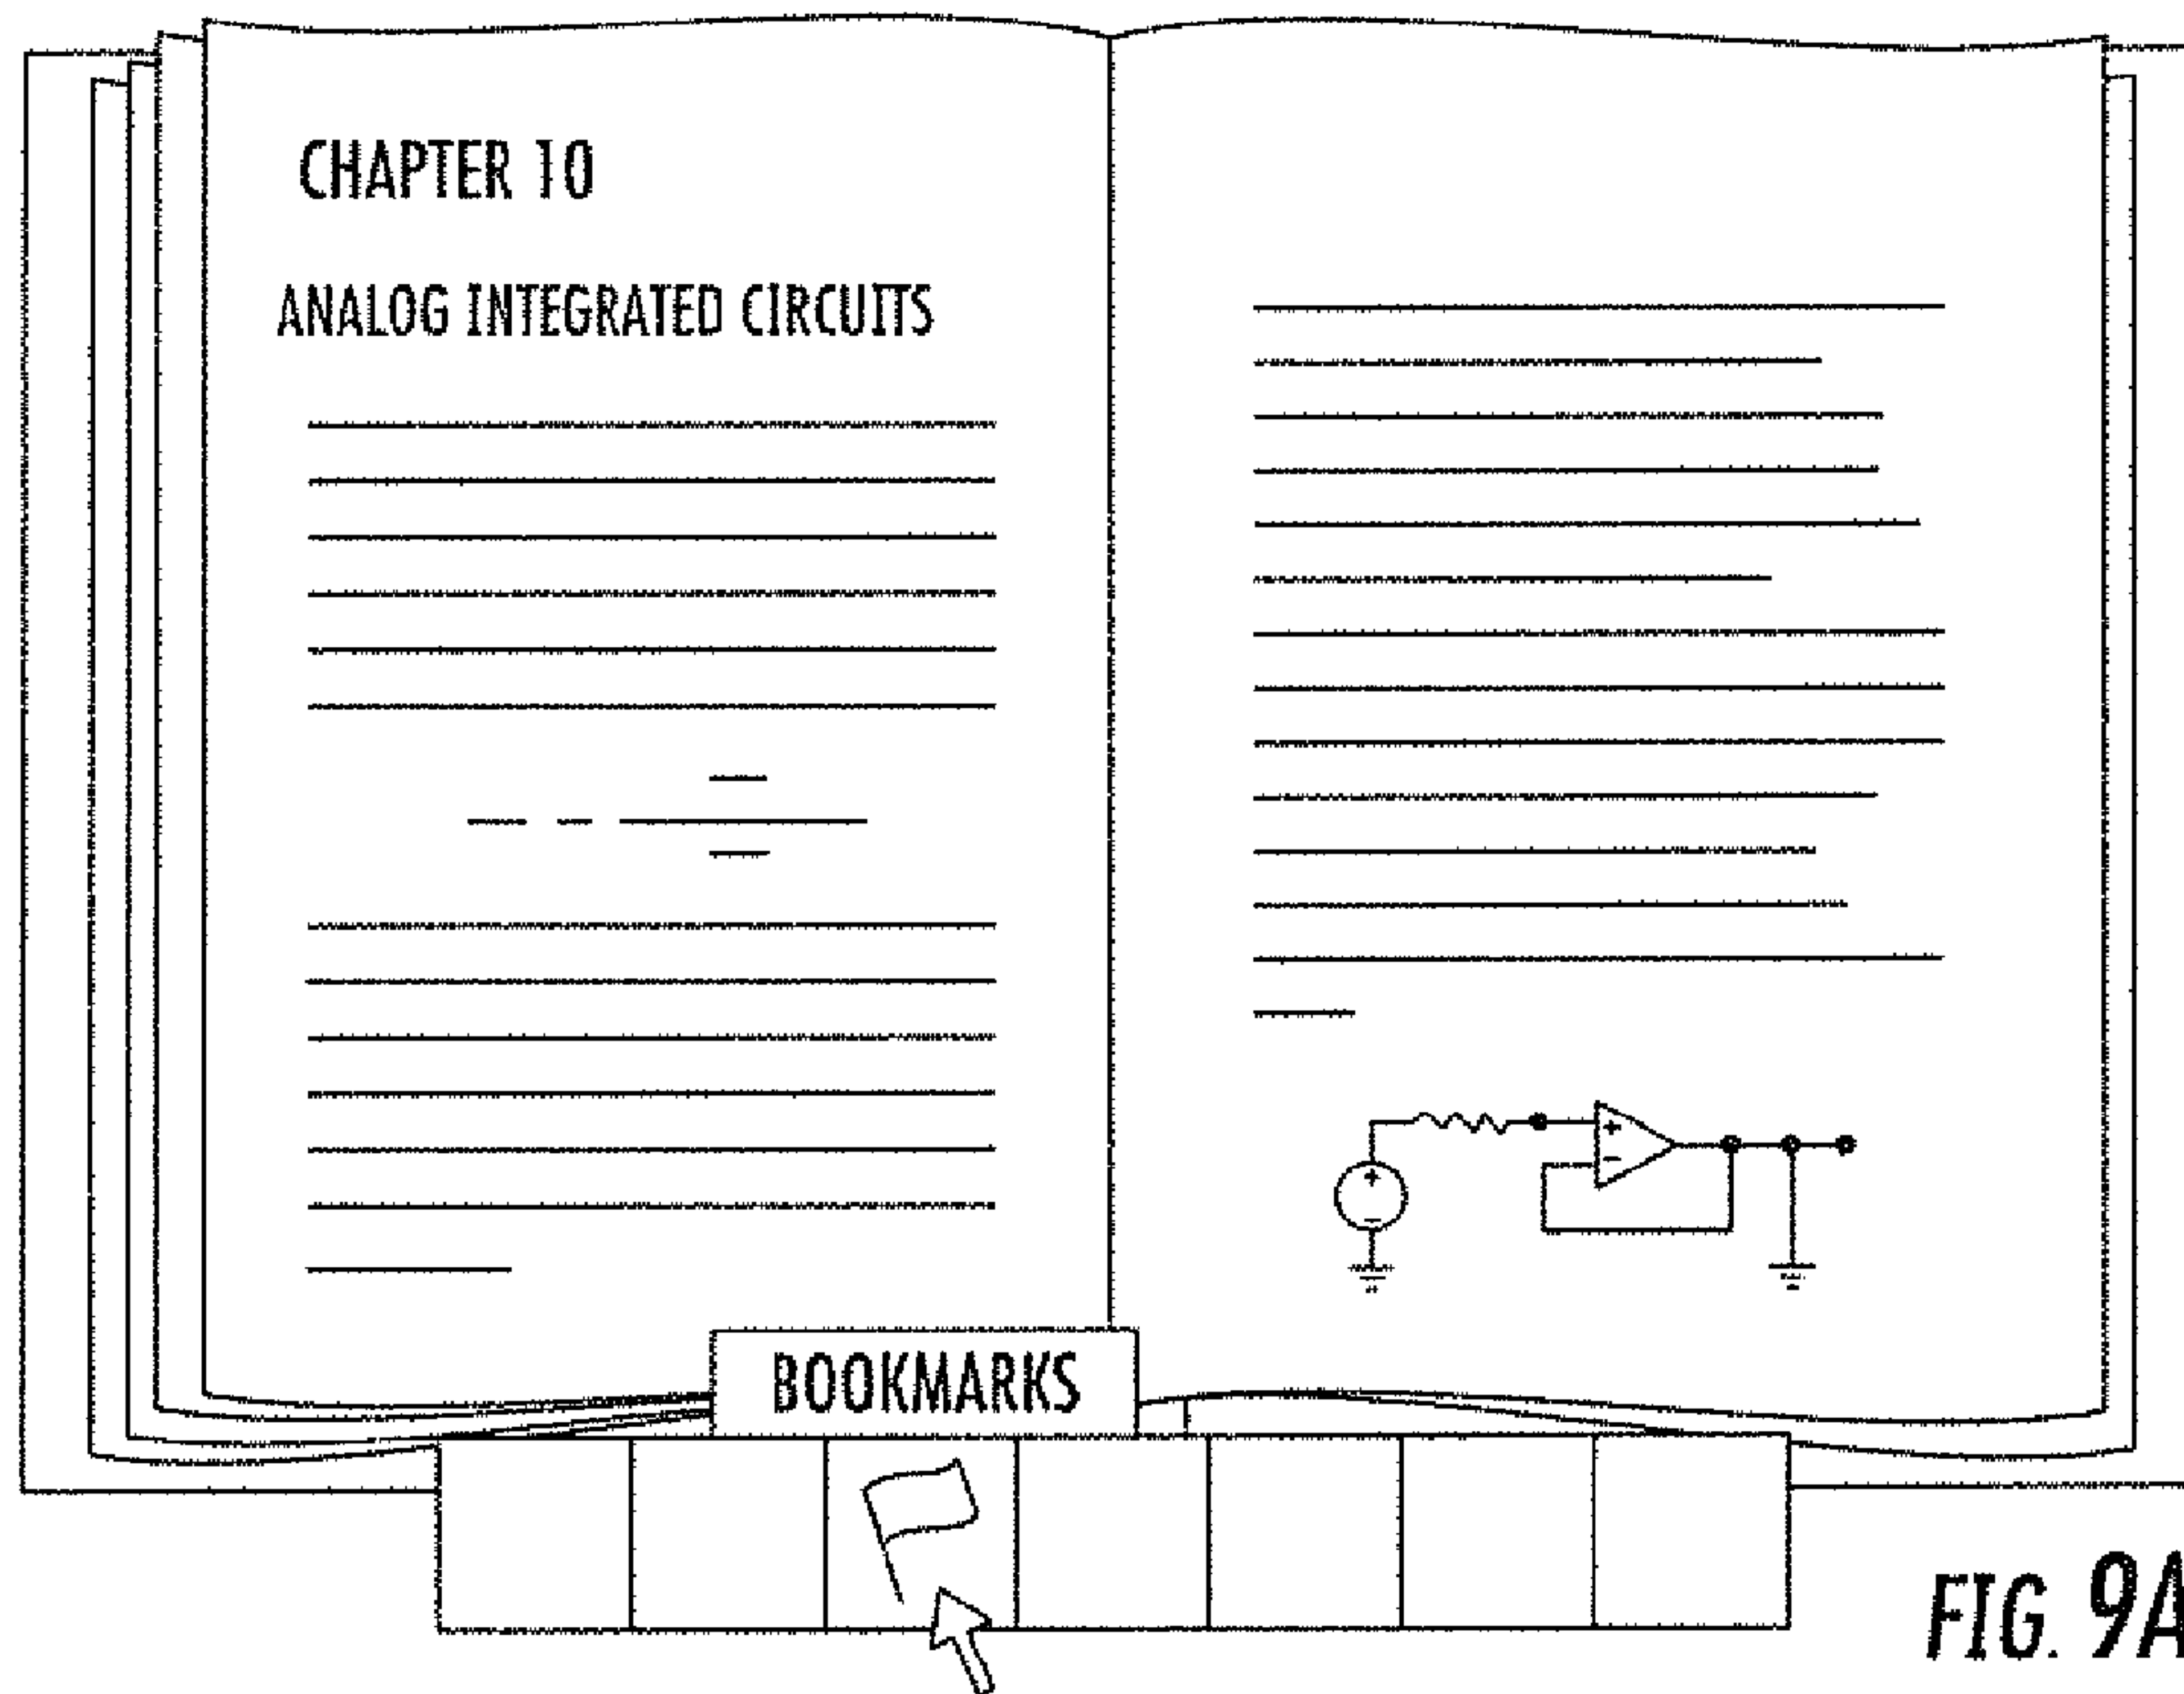 CHAPTER 10
ANALOG INTEGRATED CIRCUITS
+
-
+
-
BOOKMARKS
FIG. 9A